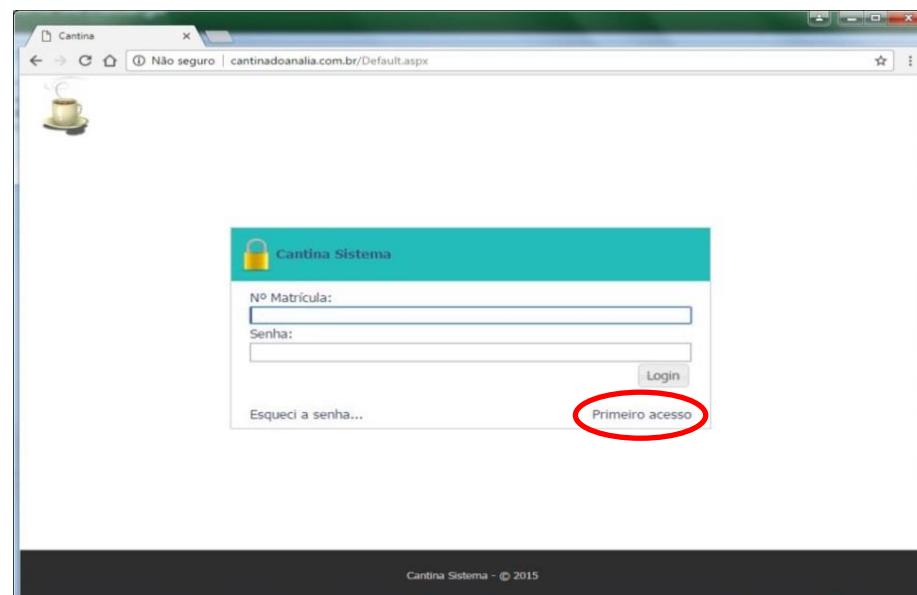 Cantina
Não seguro | cantinadoanalia.com.br/Default.aspx
Cantina Sistema
Nº Matrícula:
Senha:
Login
Esqueci a senha... Primeiro acesso
Cantina Sistema - © 2015